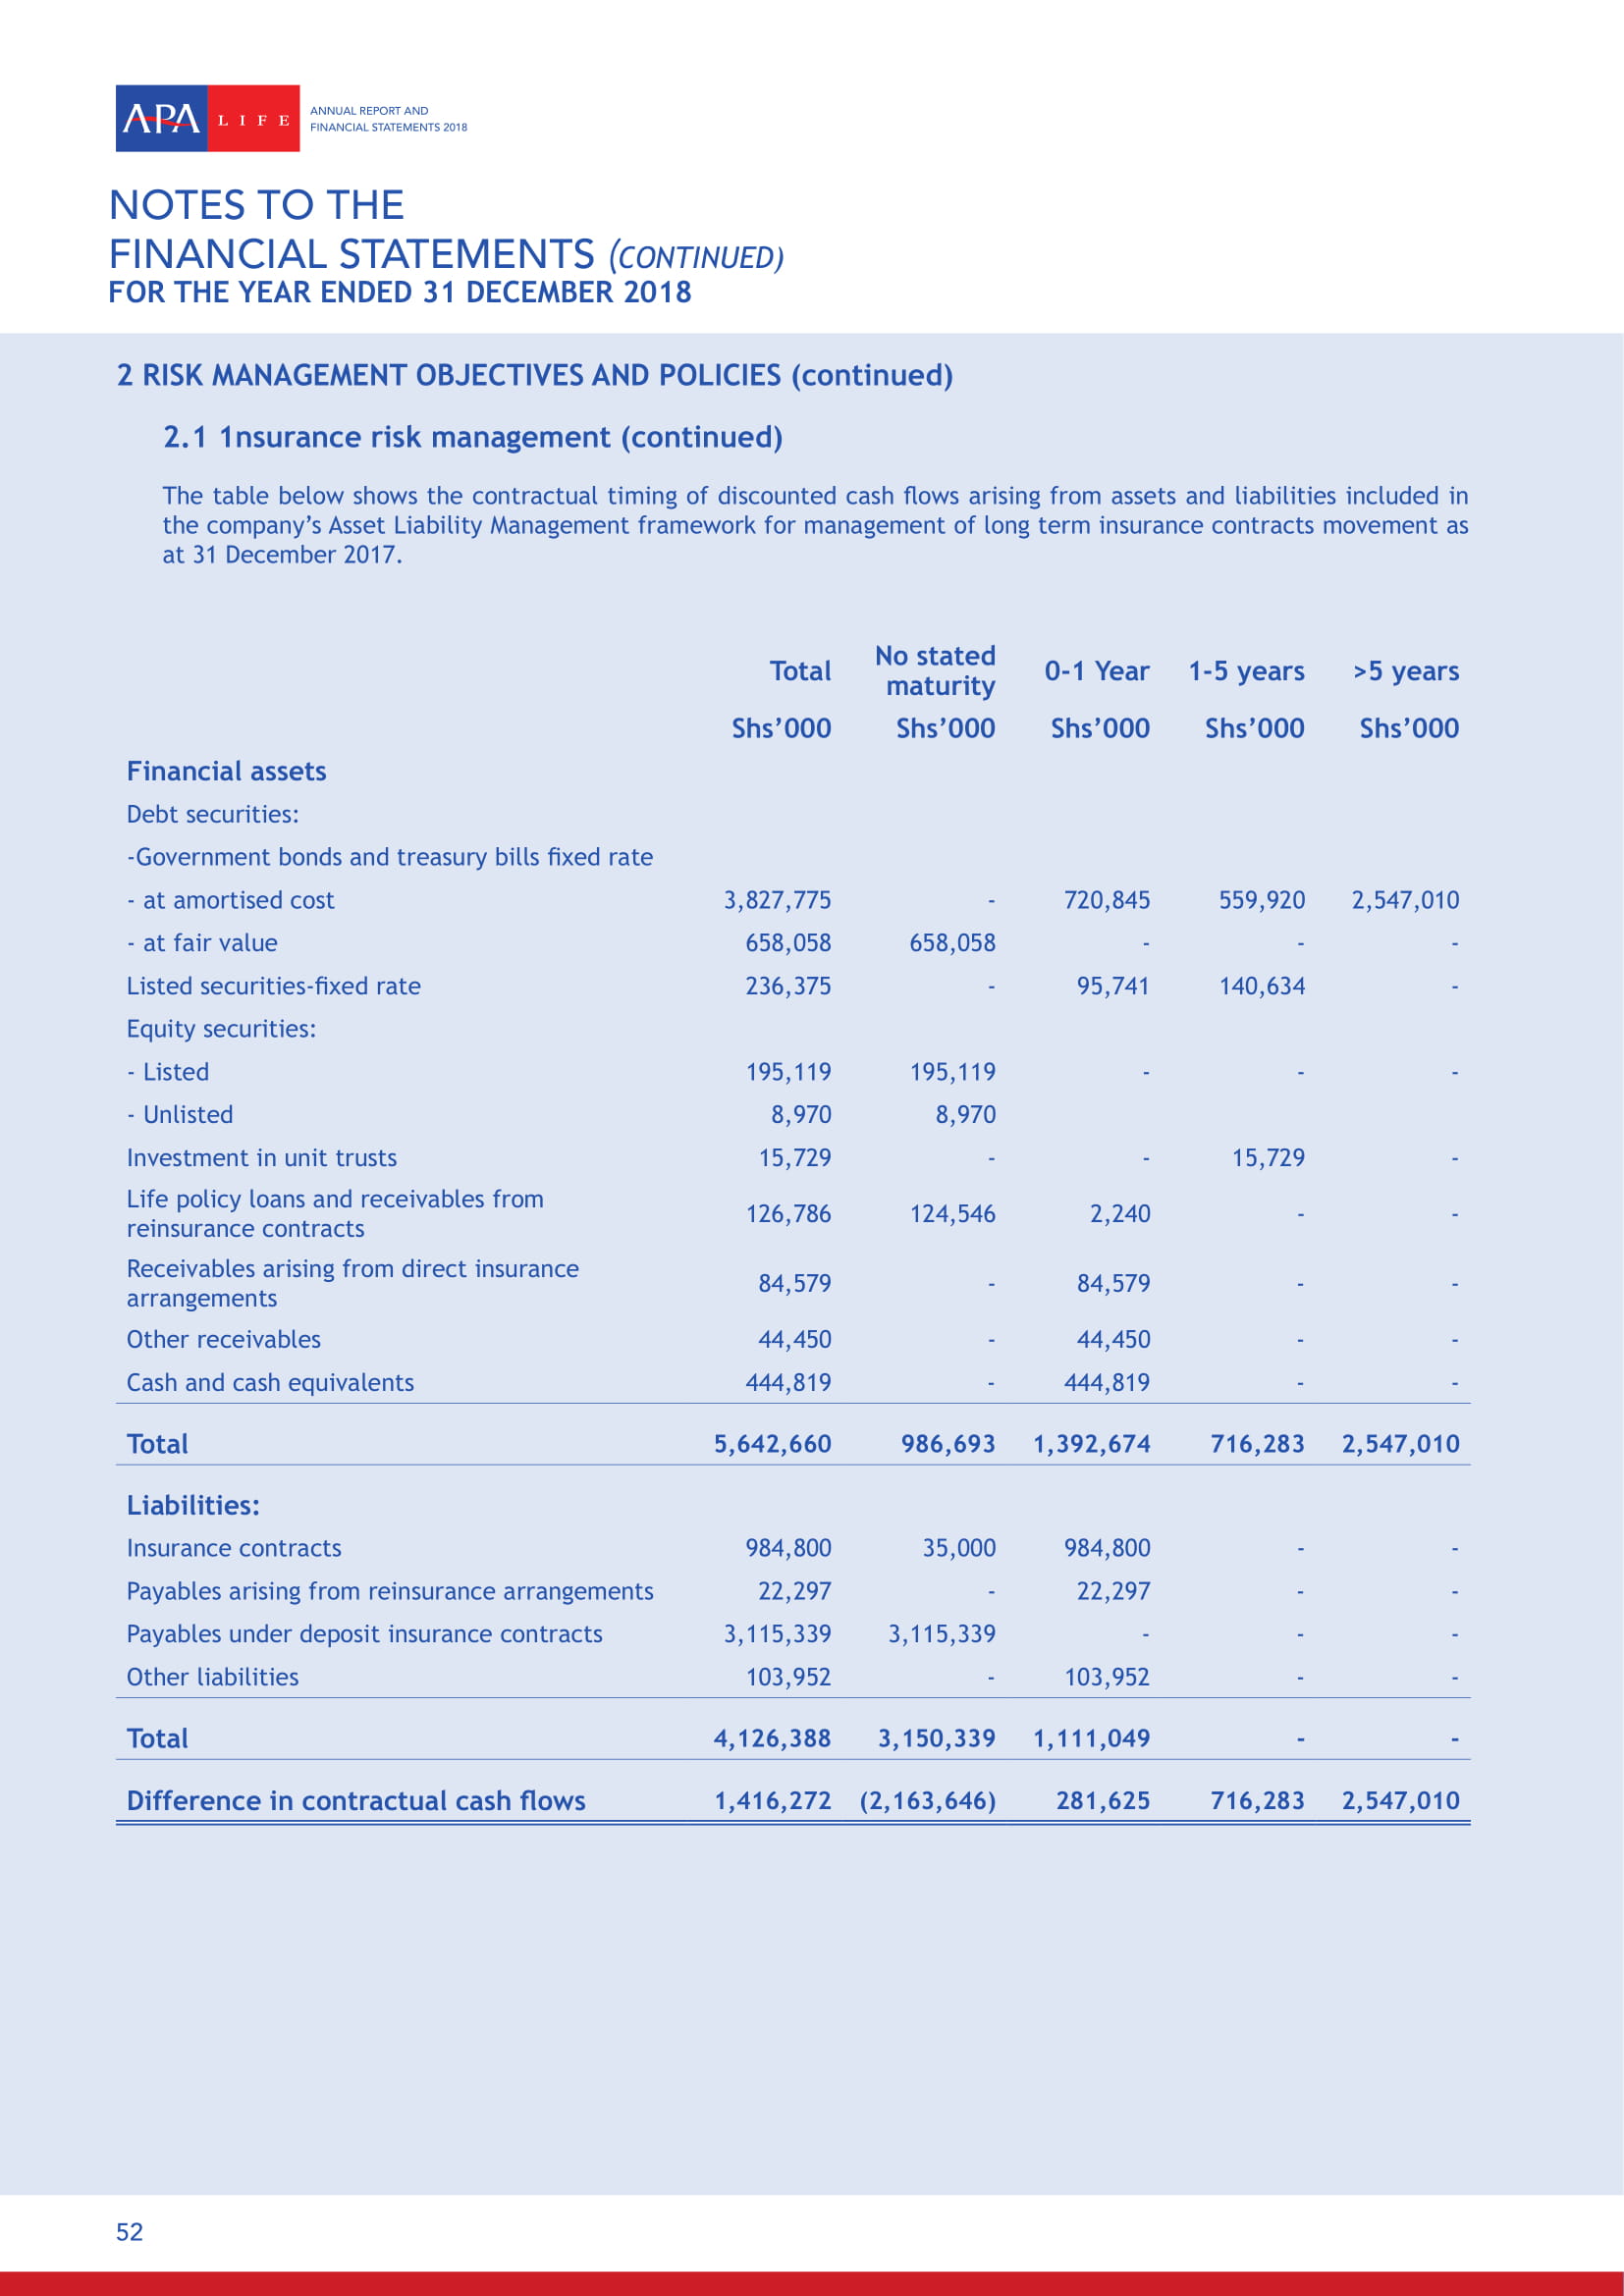 APA LIFE
ANNUAL REPORT AND
FINANCIAL STATEMENTS 2018
NOTES TO THE
FINANCIAL STATEMENTS (CONTINUED)
FOR THE YEAR ENDED 31 DECEMBER 2018
2 RISK MANAGEMENT OBJECTIVES AND POLICIES (continued)
2.1 1nsurance risk management (continued)
The table below shows the contractual timing of discounted cash flows arising from assets and liabilities included in
the company’s Asset Liability Management framework for management of long term insurance contracts movement as
at 31 December 2017.
Total No stated maturity 0-1 Year 1-5 years >5 years
Shs’000 Shs’000 Shs’000 Shs’000 Shs’000
Financial assets
Debt securities:
-Government bonds and treasury bills fixed rate
- at amortised cost 3,827,775 - 720,845 559,920 2,547,010
- at fair value 658,058 658,058 - - -
Listed securities-fixed rate 236,375 - 95,741 140,634 -
Equity securities:
- Listed 195,119 195,119 - - -
- Unlisted 8,970 8,970
Investment in unit trusts 15,729 - - 15,729 -
Life policy loans and receivables from
reinsurance contracts 126,786 124,546 2,240 - -
Receivables arising from direct insurance
arrangements 84,579 - 84,579 - -
Other receivables 44,450 - 44,450 - -
Cash and cash equivalents 444,819 - 444,819 - -
Total 5,642,660 986,693 1,392,674 716,283 2,547,010
Liabilities:
Insurance contracts 984,800 35,000 984,800 - -
Payables arising from reinsurance arrangements 22,297 - 22,297 - -
Payables under deposit insurance contracts 3,115,339 3,115,339 - - -
Other liabilities 103,952 - 103,952 - -
Total 4,126,388 3,150,339 1,111,049 - -
Difference in contractual cash flows 1,416,272 (2,163,646) 281,625 716,283 2,547,010
52